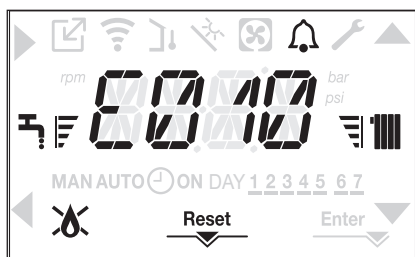 rpm
bar
psi
E010
MAN AUTO ON DAY 1 2 3 4 5 6 7
Reset
Enter